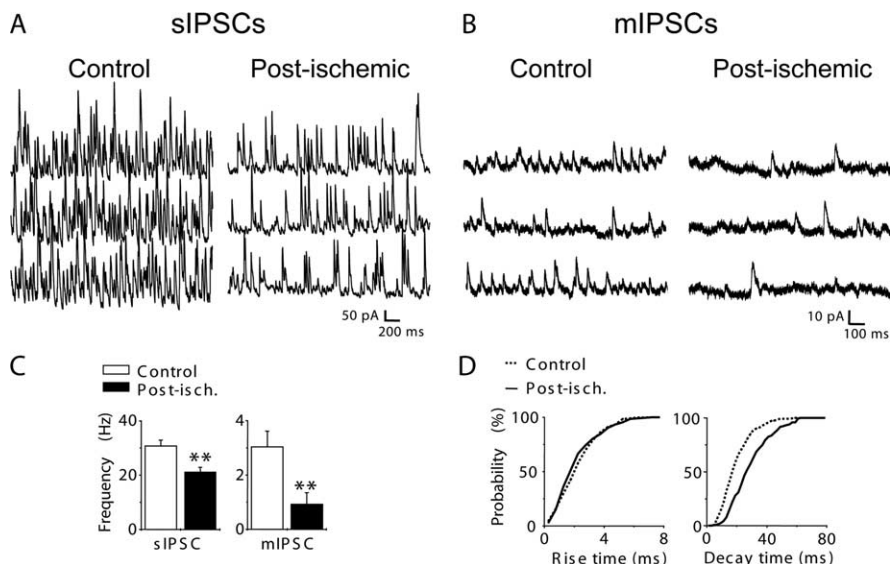 A
sIPSCs
Control
Post-ischemic
50 pA
200 ms
B
mIPSCs
Control
Post-ischemic
10 pA
100 ms
C
Control
Post-isch.
Frequency (Hz)
40
20
0
**
sIPSC
4
2
0
**
mIPSC
D
Control
Post-isch.
Probability (%)
100
50
0
0 4 8
Rise time (ms)
100
50
0
0 40 80
Decay time (ms)